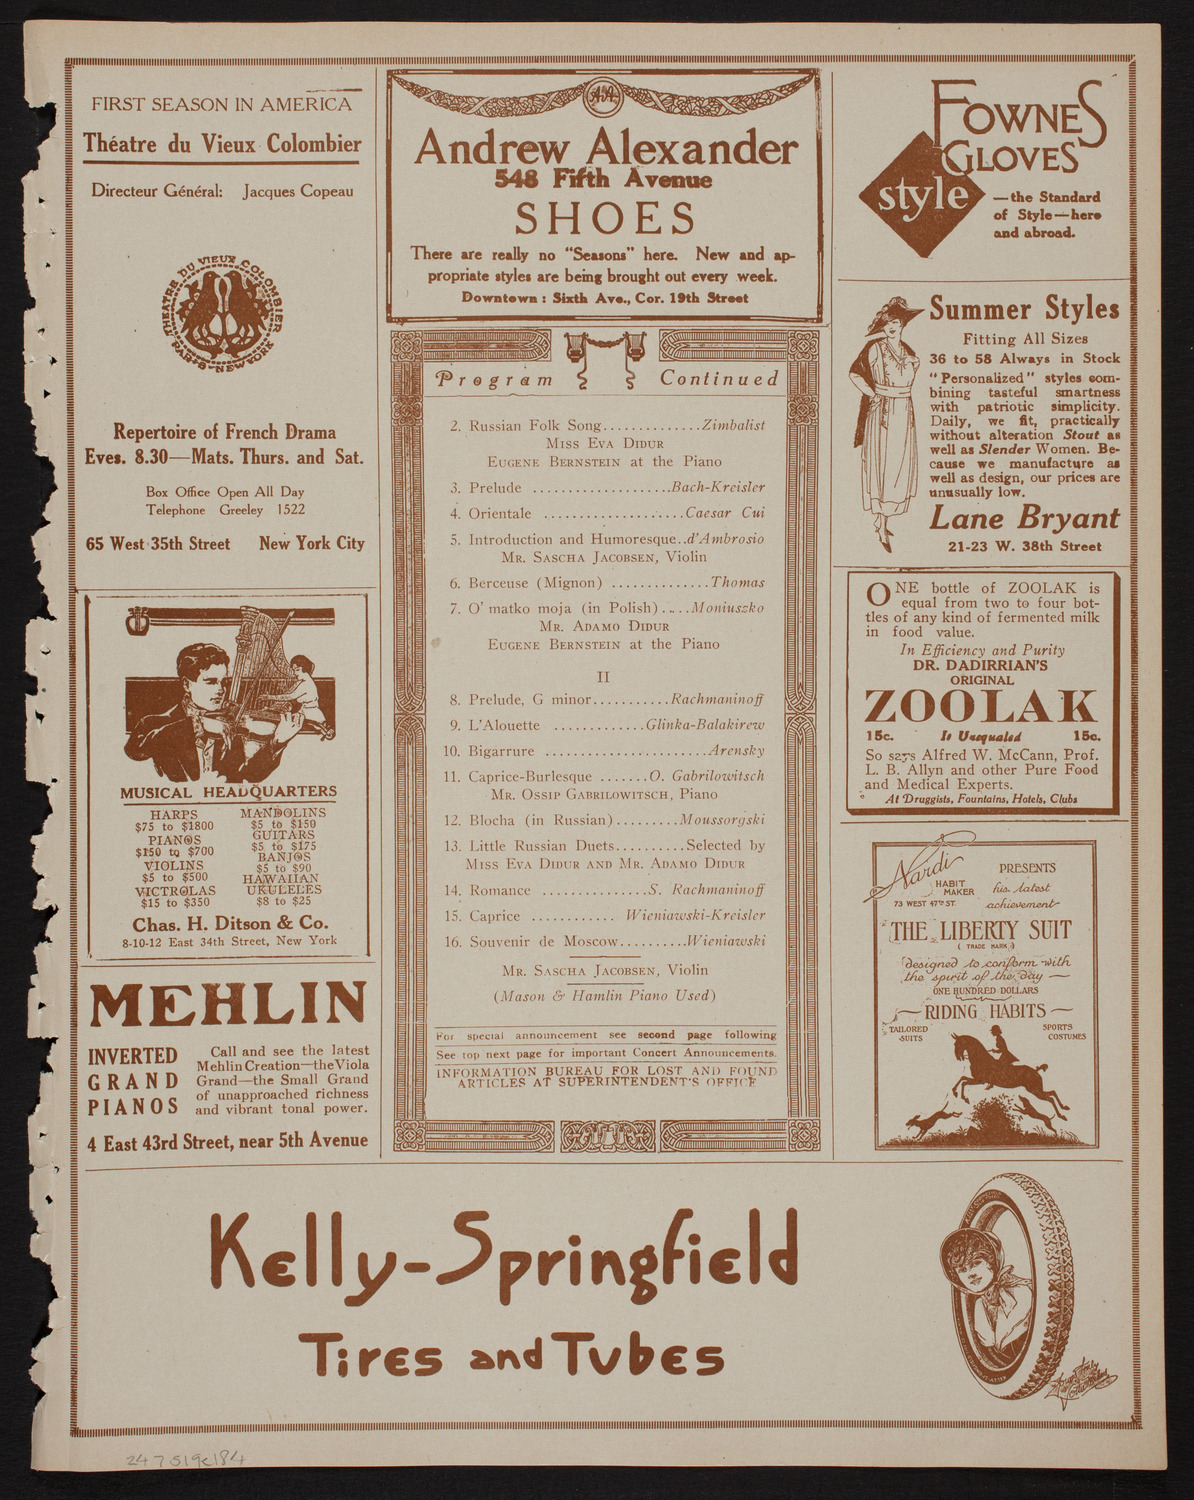 FIRST SEASON IN AMERICA
Théatre du Vieux Colombier
Directeur Général: Jacques Copeau
THEATRE DU VIEUX COLOMBIER
PARIS-NEW YORK
Repertoire of French Drama
Eves. 8.30—Mats. Thurs. and Sat.
Box Office Open All Day
Telephone Greeley 1522
65 West 35th Street New York City
MUSICAL HEADQUARTERS
HARPS
$75 to $1800
PIANOS
$150 to $700
VIOLINS
$5 to $500
VICTROLAS
$15 to $350
MANDOLINS
$5 to $150
GUITARS
$5 to $175
BANJOS
$5 to $90
HAWAIIAN
UKULELES
$8 to $25
Chas. H. Ditson & Co.
8-10-12 East 34th Street, New York
MEHLIN
INVERTED
GRAND
PIANOS
Call and see the latest
Mehlin Creation—the Viola
Grand—the Small Grand
of unapproached richness
and vibrant tonal power.
4 East 43rd Street, near 5th Avenue
AA
Andrew Alexander
548 Fifth Avenue
SHOES
There are really no "Seasons" here. New and ap-
propriate styles are being brought out every week.
Downtown: Sixth Ave., Cor. 19th Street
Program Continued
2. Russian Folk Song..............Zimbalist
MISS EVA DIDUR
EUGENE BERNSTEIN at the Piano
3. Prelude ....................Bach-Kreisler
4. Orientale ....................Caesar Cui
5. Introduction and Humoresque..d'Ambrosio
MR. SASCHA JACOBSEN, Violin
6. Berceuse (Mignon) ..............Thomas
7. O' matko moja (in Polish).....Moniuszko
MR. ADAMO DIDUR
EUGENE BERNSTEIN at the Piano
II
8. Prelude, G minor...........Rachmaninoff
9. L'Alouette .............Glinka-Balakirew
10. Bigarrure .......................Arensky
11. Caprice-Burlesque .......O. Gabrilowitsch
MR. OSSIP GABRILOWITSCH, Piano
12. Blocha (in Russian).........Moussorgski
13. Little Russian Duets..........Selected by
MISS EVA DIDUR AND MR. ADAMO DIDUR
14. Romance ...............S. Rachmaninoff
15. Caprice ............ Wieniawski-Kreisler
16. Souvenir de Moscow..........Wieniawski
MR. SASCHA JACOBSEN, Violin
(Mason & Hamlin Piano Used)
For special announcement see second page following
See top next page for important Concert Announcements.
INFORMATION BUREAU FOR LOST AND FOUND
ARTICLES AT SUPERINTENDENT'S OFFICE
FOWNES
GLOVES
style
—the Standard
of Style—here
and abroad.
Summer Styles
Fitting All Sizes
36 to 58 Always in Stock
"Personalized" styles com-
bining tasteful smartness
with patriotic simplicity.
Daily, we fit, practically
without alteration Stout as
well as Slender Women. Be-
cause we manufacture as
well as design, our prices are
unusually low.
Lane Bryant
21-23 W. 38th Street
ONE bottle of ZOOLAK is
equal from two to four bot-
tles of any kind of fermented milk
in food value.
In Efficiency and Purity
DR. DADIRRIAN'S
ORIGINAL
ZOOLAK
15c. Is Unequaled 15c.
So says Alfred W. McCann, Prof.
L. B. Allyn and other Pure Food
and Medical Experts.
At Druggists, Fountains, Hotels, Clubs
Nardi
HABIT
MAKER
73 WEST 47TH ST.
PRESENTS
his latest
achievement
THE LIBERTY SUIT
(TRADE MARK)
designed to conform with
the spirit of the day—
ONE HUNDRED DOLLARS
—RIDING HABITS—
TAILORED
SUITS
SPORTS
COSTUMES
Kelly-Springfield
Tires and Tubes
247519c184